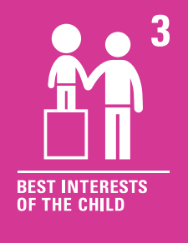 3
BEST INTERESTS
OF THE CHILD